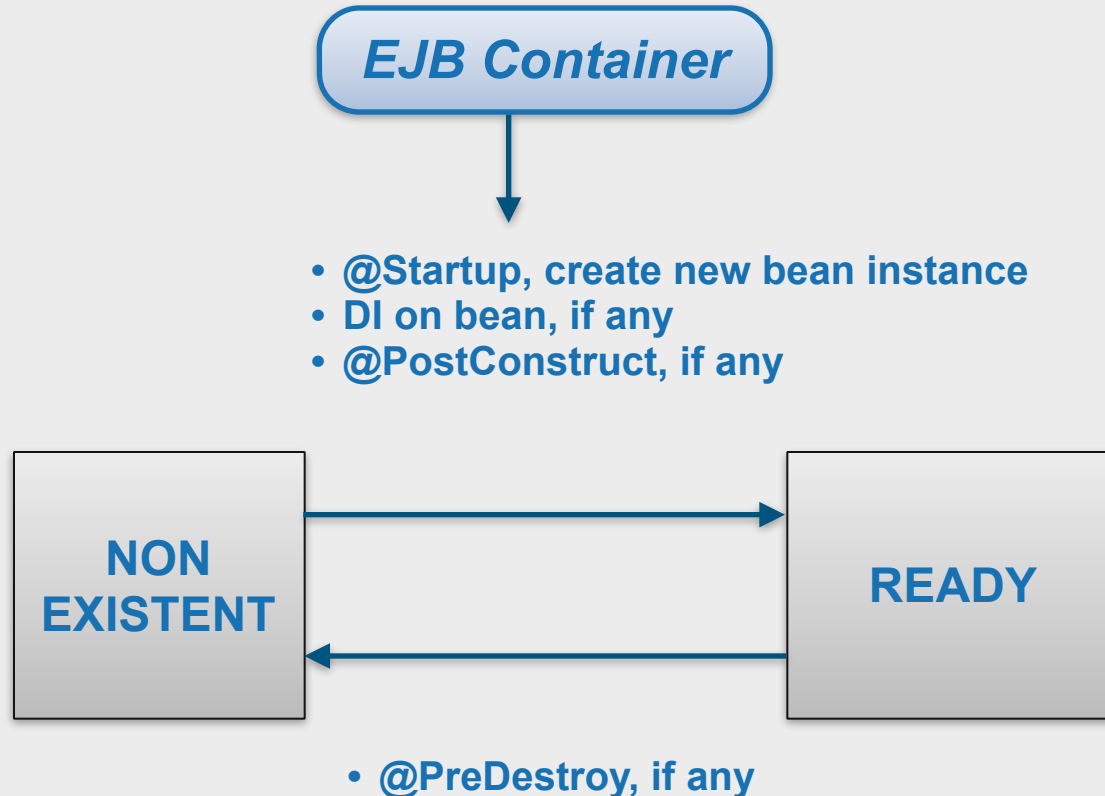 EJB Container
• @Startup, create new bean instance
• DI on bean, if any
• @PostConstruct, if any
NON
EXISTENT
READY
• @PreDestroy, if any